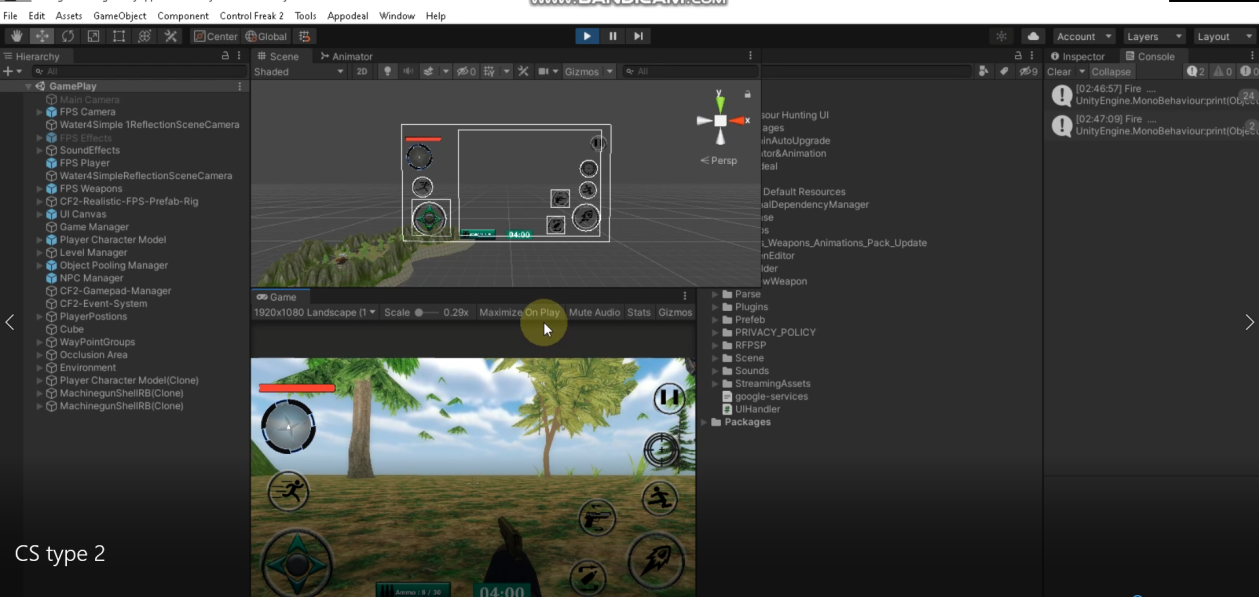 www.BANDICAM.com
File Edit Assets GameObject Component Control Freak 2 Tools Appodeal Window Help
Center Global Account Layers Layout
Hierarchy
All
GamePlay
Main Camera
FPS Camera
Water4Simple 1ReflectionSceneCamera
FPS Effects
SoundEffects
FPS Player
Water4SimpleReflectionSceneCamera
FPS Weapons
CF2-Realistic-FPS-Prefab-Rig
UI Canvas
Game Manager
Player Character Model
Level Manager
Object Pooling Manager
NPC Manager
CF2-Gamepad-Manager
CF2-Event-System
PlayerPostions
Cube
WayPointGroups
Occlusion Area
Environment
Player Character Model(Clone)
MachinegunShellRB(Clone)
MachinegunShellRB(Clone)
Scene Animator
Shaded 2D 0 Gizmos All
y
x
Persp
04:00
Game
1920x1080 Landscape (1 Scale 0.29x Maximize On Play Mute Audio Stats Gizmos
Ammo : 8 / 30 04:00
9
sour Hunting UI
ages
inAutoUpgrade
tor&Animation
deal
Default Resources
alDependencyManager
ase
os
s_Weapons_Animations_Pack_Update
enEditor
lder
wWeapon
Parse
Plugins
Prefeb
PRIVACY_POLICY
RFPSP
Scene
Sounds
StreamingAssets
google-services
UIHandler
Packages
Inspector Console
Clear Collapse 2 0 0
[02:46:57] Fire ....
UnityEngine.MonoBehaviour:print(Obje
24
[02:47:09] Fire ....
UnityEngine.MonoBehaviour:print(Obje
2
CS type 2